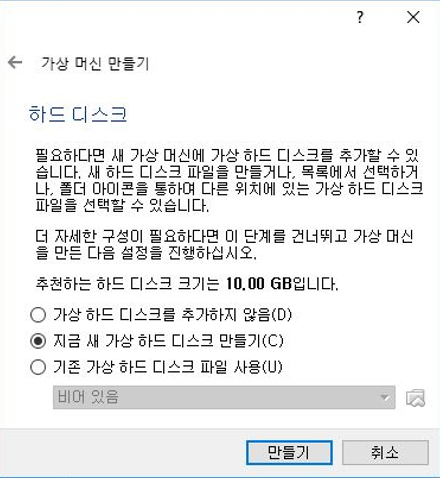 ?
가상 머신 만들기
하드 디스크
필요하다면 새 가상 머신에 가상 하드 디스크를 추가할 수 있
습니다. 새 하드 디스크 파일을 만들거나, 목록에서 선택하거
나, 폴더 아이콘을 통하여 다른 위치에 있는 가상 하드 디스크
파일을 선택할 수 있습니다.
더 자세한 구성이 필요하다면 이 단계를 건너뛰고 가상 머신
을 만든 다음 설정을 진행하십시오.
추천하는 하드 디스크 크기는 10.00 GB입니다.
가상 하드 디스크를 추가하지 않음(D)
지금 새 가상 하드 디스크 만들기(C)
기존 가상 하드 디스크 파일 사용(U)
비어 있음
만들기 취소